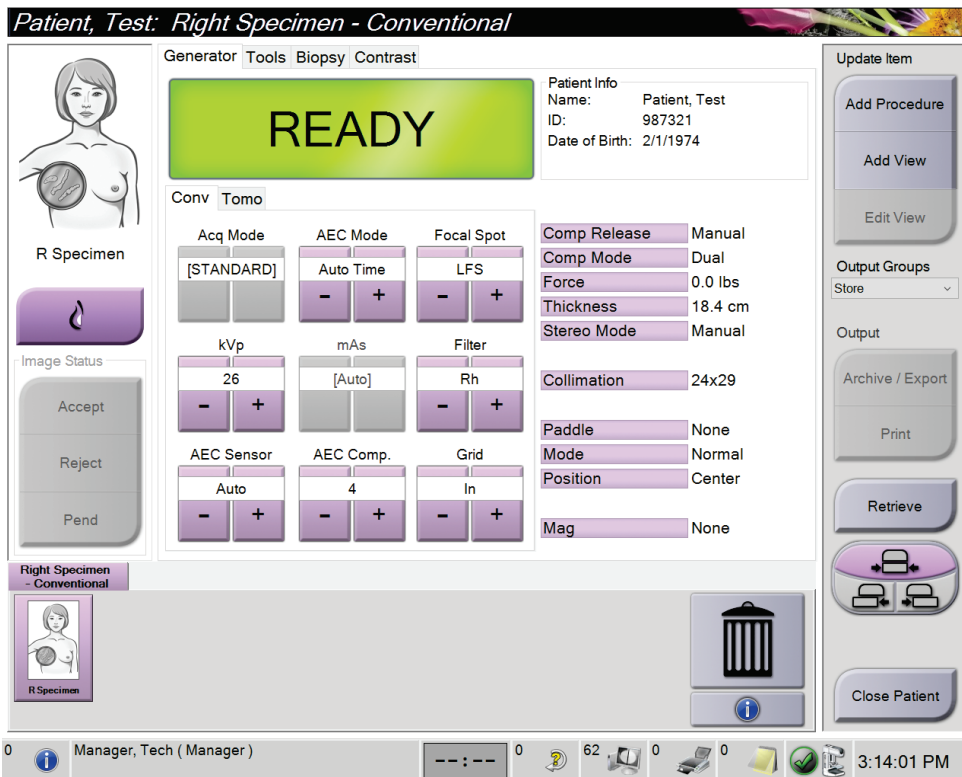 Patient, Test: Right Specimen - Conventional
Generator Tools Biopsy Contrast
READY
Patient Info
Name: Patient, Test
ID: 987321
Date of Birth: 2/1/1974
R Specimen
Image Status
Accept
Reject
Pend
Conv Tomo
Acq Mode AEC Mode Focal Spot
[STANDARD] Auto Time LFS
- + - +
kVp mAs Filter
26 [Auto] Rh
- + - +
AEC Sensor AEC Comp. Grid
Auto 4 In
- + - + - +
Comp Release Manual
Comp Mode Dual
Force 0.0 lbs
Thickness 18.4 cm
Stereo Mode Manual
Collimation 24x29
Paddle None
Mode Normal
Position Center
Mag None
Update Item
Add Procedure
Add View
Edit View
Output Groups
Store
Output
Archive / Export
Print
Retrieve
Close Patient
Right Specimen
- Conventional
R Specimen
0 i Manager, Tech ( Manager ) --:-- 0 62 0 0 3:14:01 PM